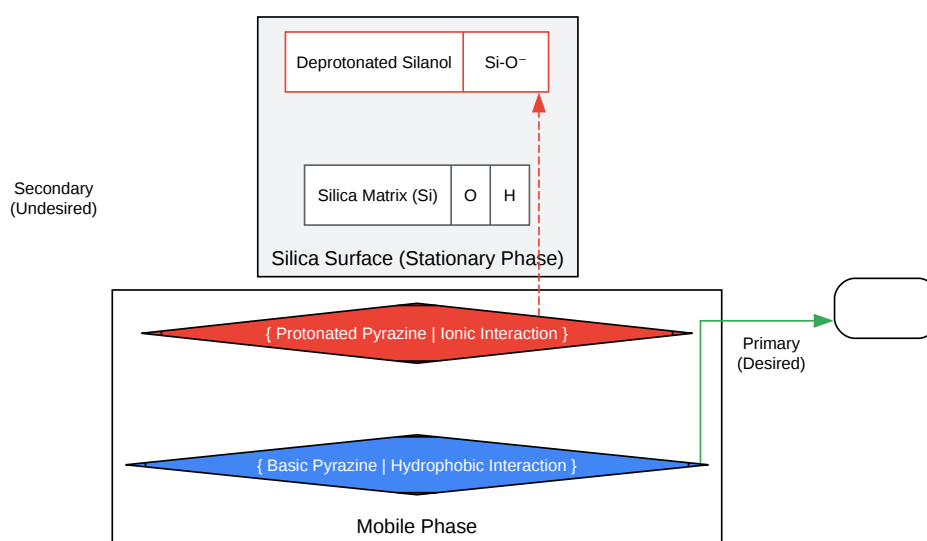 Deprotonated Silanol
Si-O⁻
Silica Matrix (Si)
O
H
Secondary
(Undesired)
Silica Surface (Stationary Phase)
{ Protonated Pyrazine | Ionic Interaction }
Primary
(Desired)
{ Basic Pyrazine | Hydrophobic Interaction }
Mobile Phase